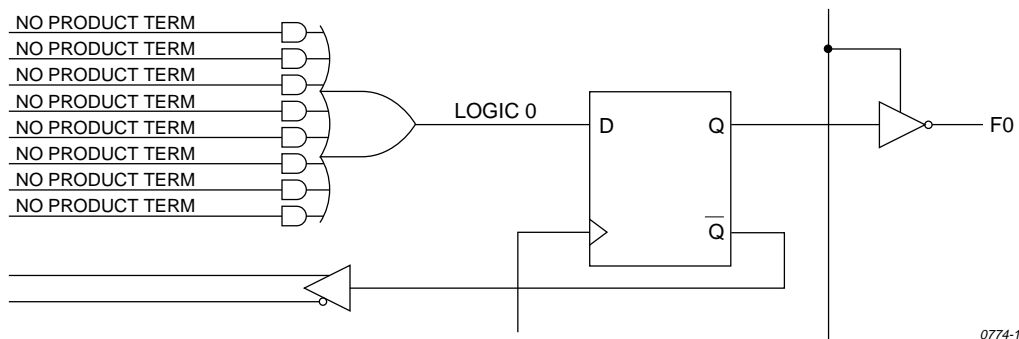 NO PRODUCT TERM
NO PRODUCT TERM
NO PRODUCT TERM
NO PRODUCT TERM
NO PRODUCT TERM
NO PRODUCT TERM
NO PRODUCT TERM
NO PRODUCT TERM
LOGIC 0
D
Q
Q̅
F0
0774-1